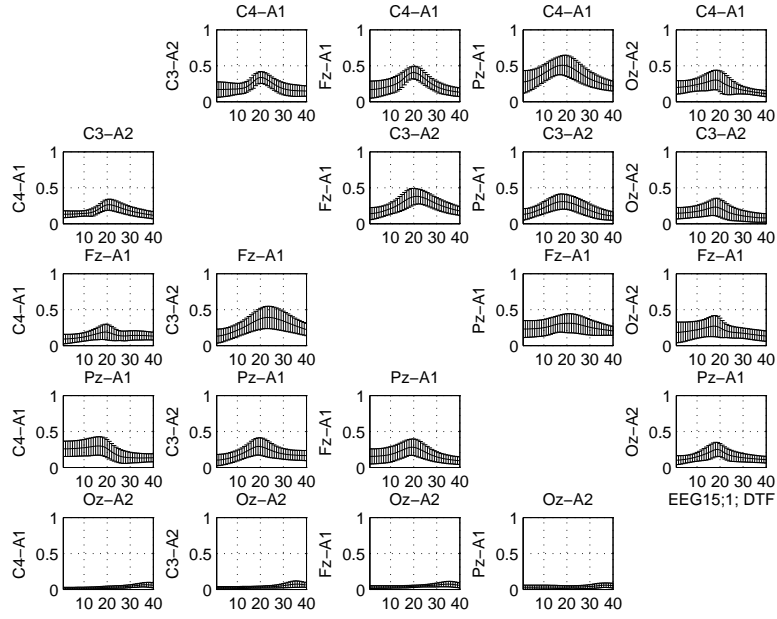 C4−A1 C4−A1 C4−A1 C4−A1
C3−A2 1 0.5 0 10 20 30 40 Fz−A1 1 0.5 0 10 20 30 40 Pz−A1 1 0.5 0 10 20 30 40 Oz−A2 1 0.5 0 10 20 30 40
C3−A2 C3−A2 C3−A2 C3−A2
C4−A1 1 0.5 0 10 20 30 40 Fz−A1 1 0.5 0 10 20 30 40 Pz−A1 1 0.5 0 10 20 30 40 Oz−A2 1 0.5 0 10 20 30 40
Fz−A1 Fz−A1 Fz−A1 Fz−A1
C4−A1 1 0.5 0 10 20 30 40 C3−A2 1 0.5 0 10 20 30 40 Pz−A1 1 0.5 0 10 20 30 40 Oz−A2 1 0.5 0 10 20 30 40
Pz−A1 Pz−A1 Pz−A1 Pz−A1
C4−A1 1 0.5 0 10 20 30 40 C3−A2 1 0.5 0 10 20 30 40 Fz−A1 1 0.5 0 10 20 30 40 Oz−A2 1 0.5 0 10 20 30 40
Oz−A2 Oz−A2 Oz−A2 Oz−A2 EEG15;1; DTF
C4−A1 1 0.5 0 10 20 30 40 C3−A2 1 0.5 0 10 20 30 40 Fz−A1 1 0.5 0 10 20 30 40 Pz−A1 1 0.5 0 10 20 30 40